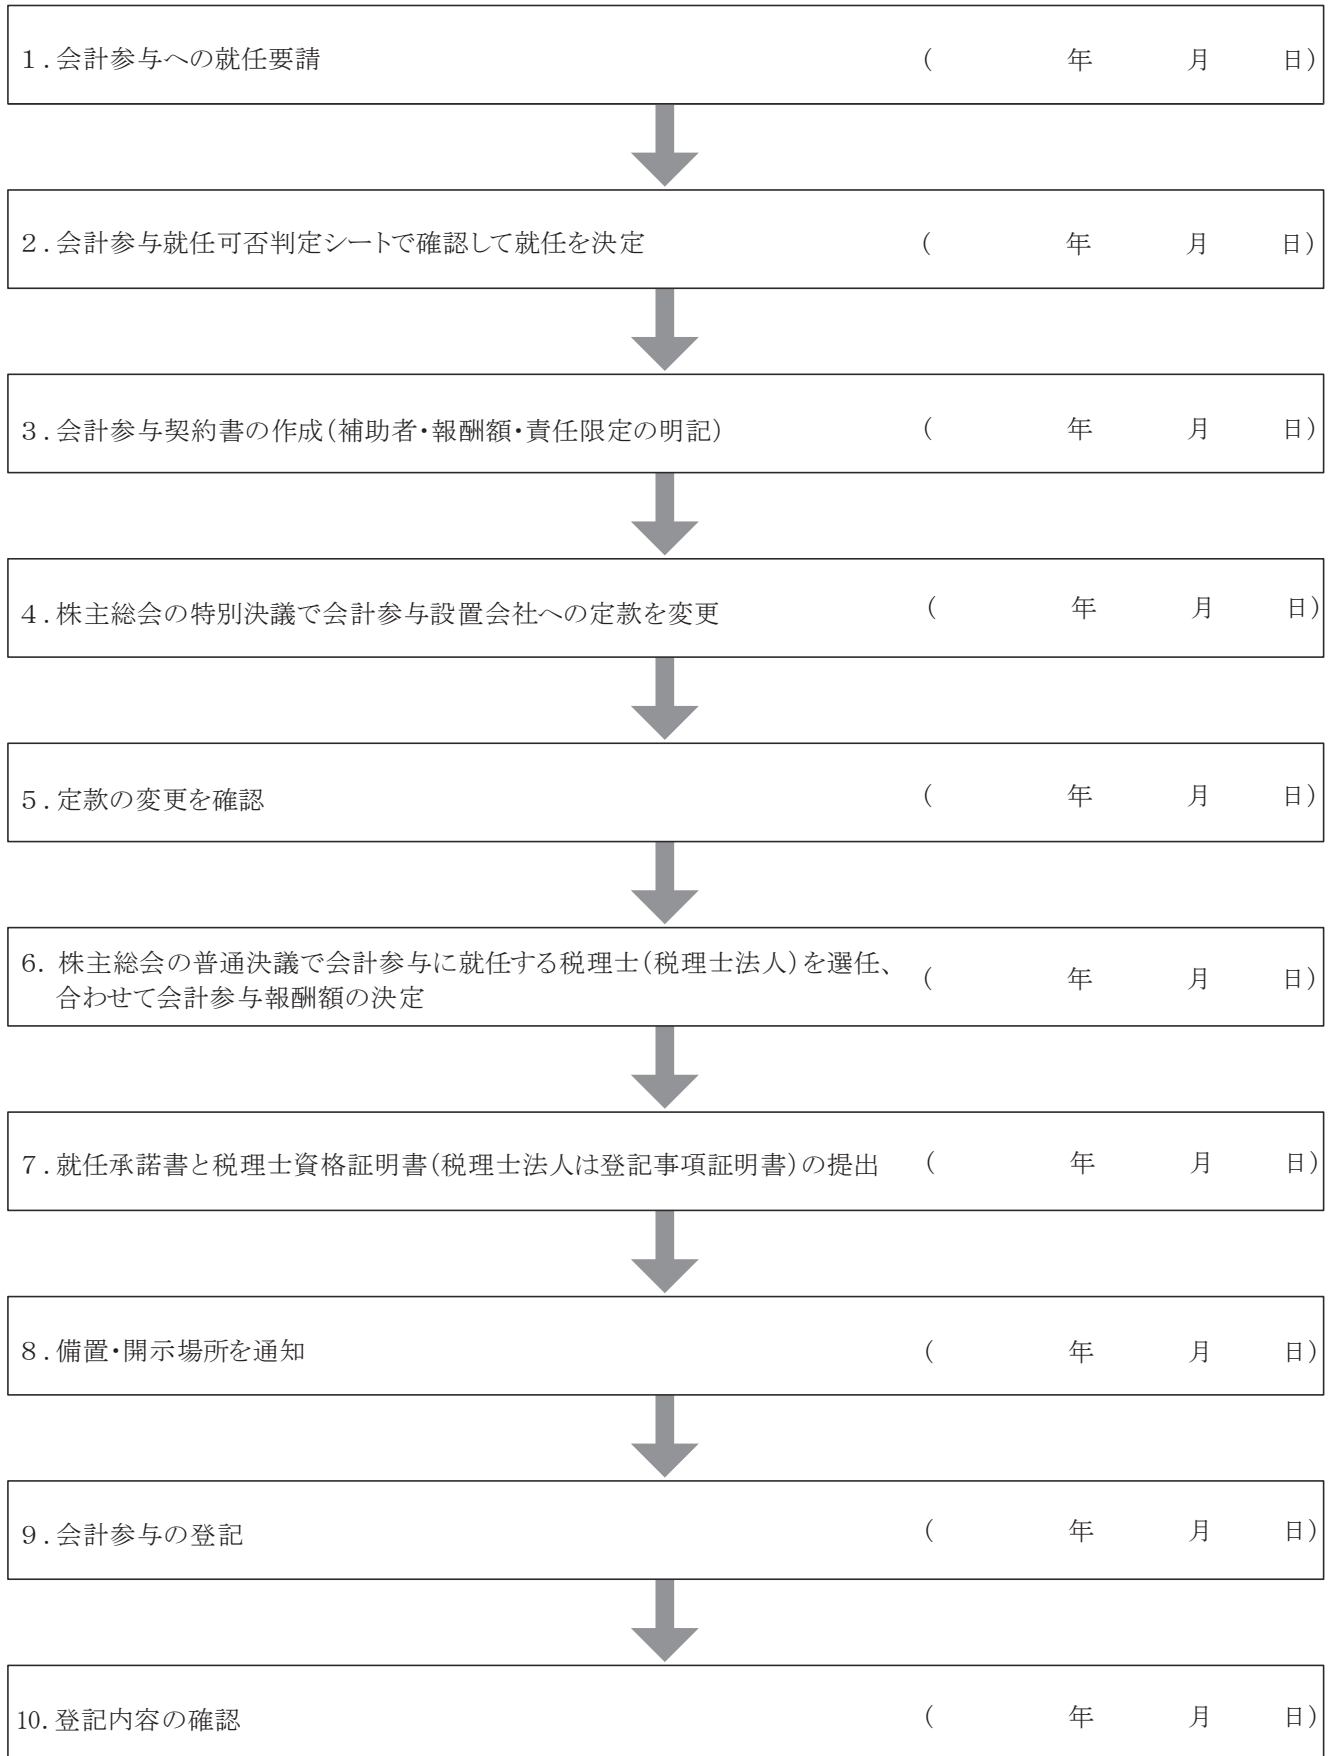 1.会計参与への就任要請 ( 年 月 日)
2.会計参与就任可否判定シートで確認して就任を決定 ( 年 月 日)
3.会計参与契約書の作成(補助者・報酬額・責任限定の明記) ( 年 月 日)
4.株主総会の特別決議で会計参与設置会社への定款を変更 ( 年 月 日)
5.定款の変更を確認 ( 年 月 日)
6. 株主総会の普通決議で会計参与に就任する税理士(税理士法人)を選任、 ( 年 月 日)
合わせて会計参与報酬額の決定
7.就任承諾書と税理士資格証明書(税理士法人は登記事項証明書)の提出 ( 年 月 日)
8.備置・開示場所を通知 ( 年 月 日)
9.会計参与の登記 ( 年 月 日)
10.登記内容の確認 ( 年 月 日)